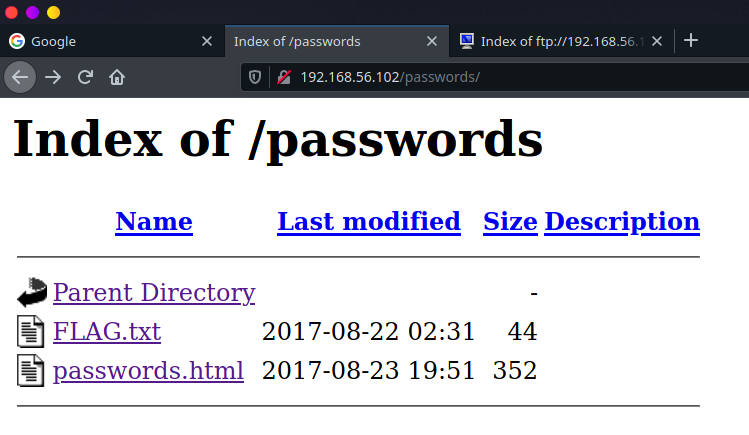 Google
Index of /passwords
Index of ftp://192.168.56.1
192.168.56.102/passwords/
Index of /passwords
Name Last modified Size Description
Parent Directory -
FLAG.txt 2017-08-22 02:31 44
passwords.html 2017-08-23 19:51 352